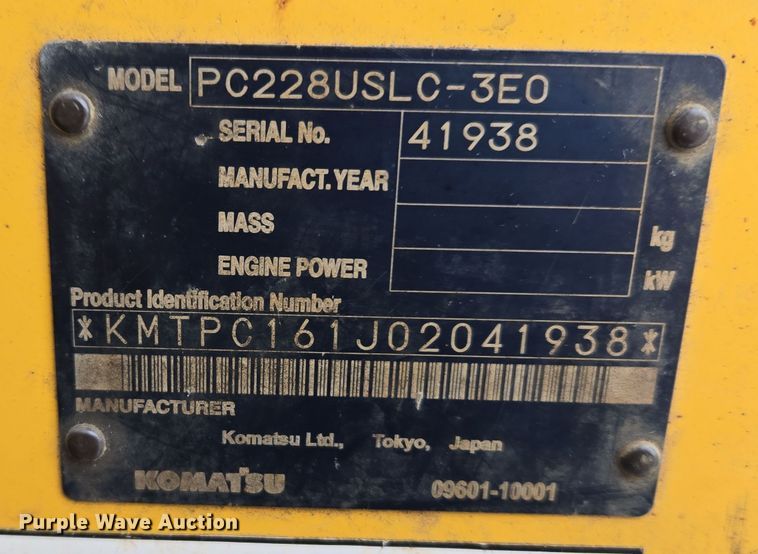 MODEL PC228USLC-3E0
SERIAL No. 41938
MANUFACT.YEAR
MASS kg
ENGINE POWER kW
Product Identification Number
*KMTPC161J02041938*
MANUFACTURER
Komatsu Ltd., Tokyo, Japan
KOMATSU 09601-10001
Purple Wave Auction